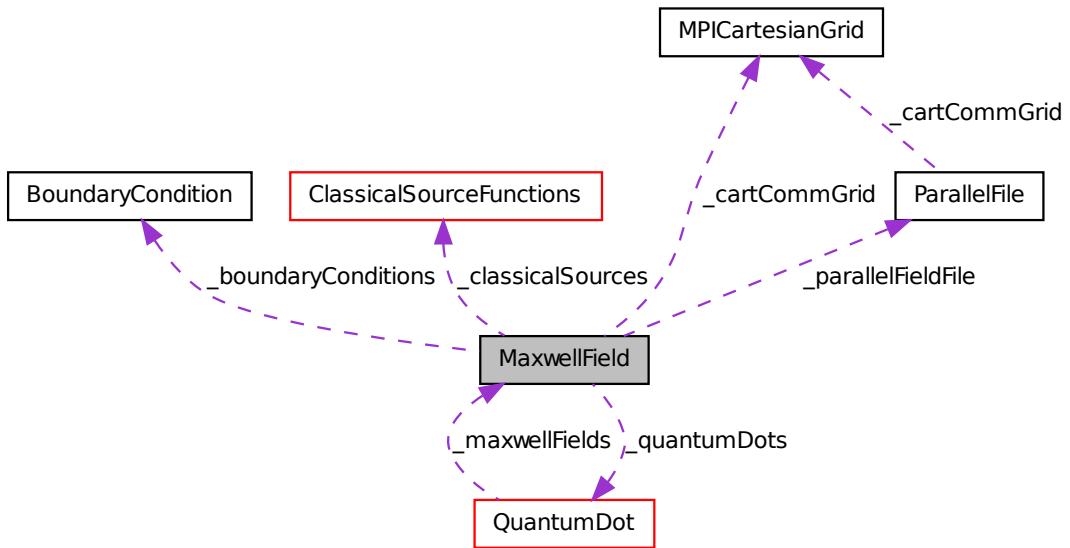 MPICartesianGrid
_cartCommGrid
BoundaryCondition
ClassicalSourceFunctions
_cartCommGrid
ParallelFile
_boundaryConditions
_classicalSources
_parallelFieldFile
MaxwellField
_maxwellFields
_quantumDots
QuantumDot